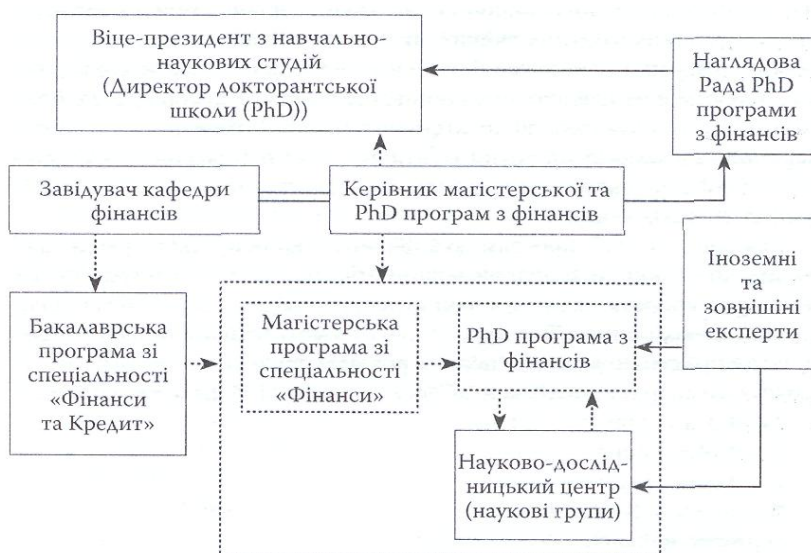 Віце-президент з навчально-
наукових студій
(Директор докторантської
школи (PhD))
Наглядова
Рада PhD
програми
з фінансів
Завідувач кафедри
фінансів
Керівник магістерської та
PhD програм з фінансів
Іноземні
та
зовнішіні
експерти
Бакалаврська
програма зі
спеціальності
«Фінанси
та Кредит»
Магістерська
програма зі
спеціальності
«Фінанси»
PhD програма з
фінансів
Науково-дослід-
ницький центр
(наукові групи)